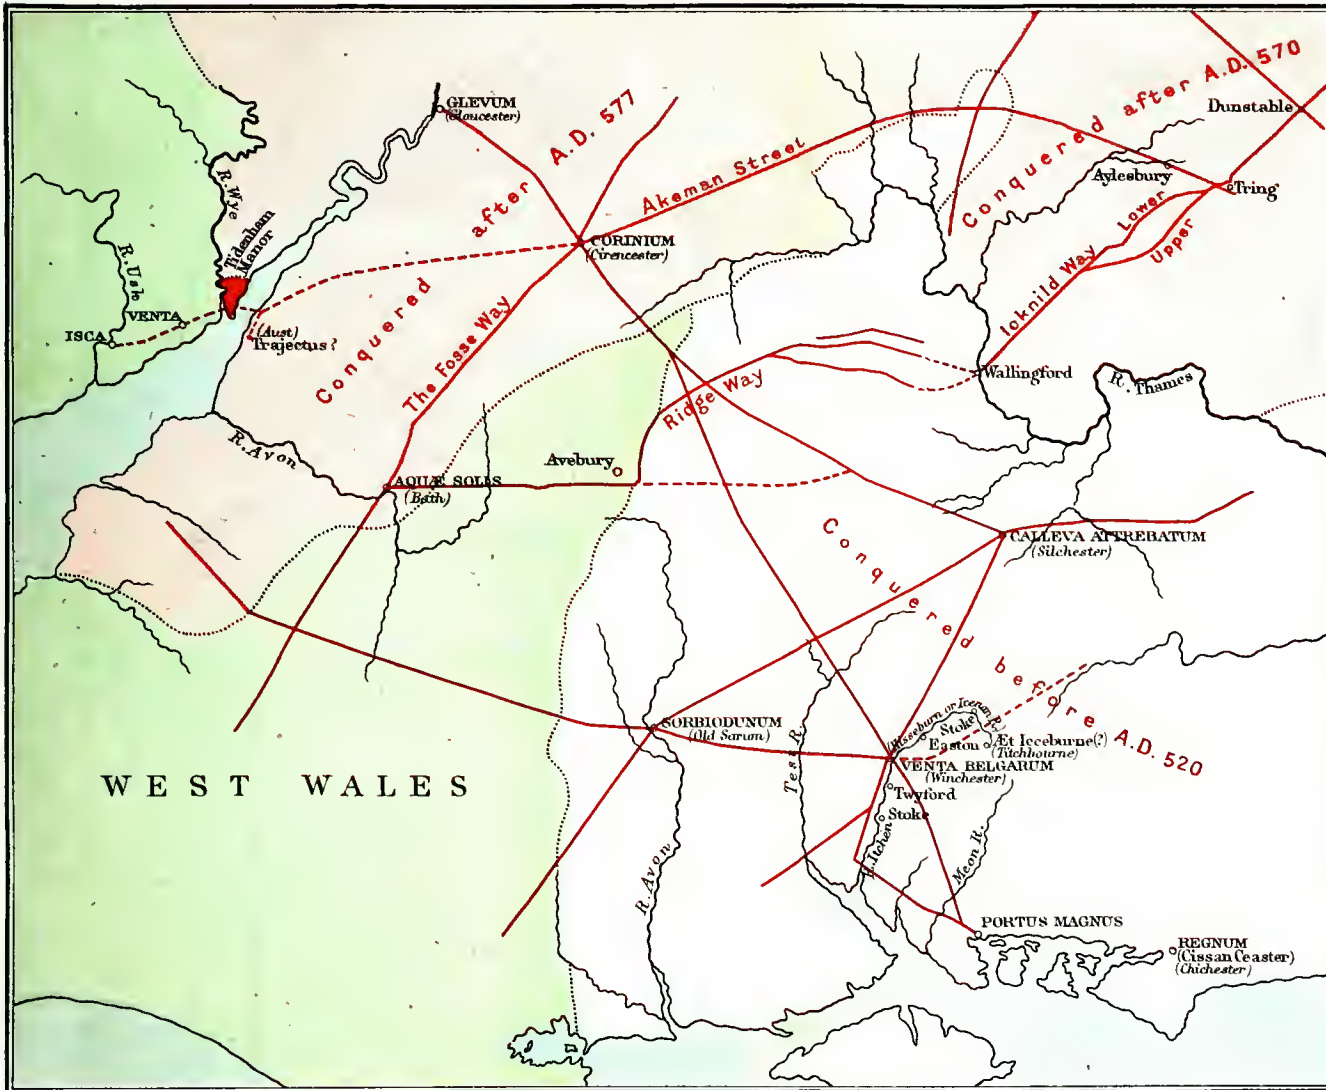 GLEVUM
(Gloucester)
Conquered after A.D. 577
Akeman Street
Conquered after A.D. 570
Dunstable
Aylesbury
Tring
Lower
Upper
Icknild Way
R. Wye
Tidenham
Manor
R. Usk
VENTA
ISCA
(Aust)
Trajectus?
CORINIUM
(Cirencester)
The Fosse Way
Ridge Way
Wallingford
R. Thames
R. Avon
Avebury
AQUÆ SOLIS
(Bath)
CALLEVA ATTREBATUM
(Silchester)
Conquered before A.D. 520
SORBIODUNUM
(Old Sarum)
WEST WALES
Test R.
Stoke
Easton
Æt Icceburne(?)
(Titchbourne)
VENTA BELGARUM
(Winchester)
Twyford
Stoke
R. Itchen
Meon R.
R. Avon
PORTUS MAGNUS
REGNUM
(Cissan Ceaster)
(Chichester)